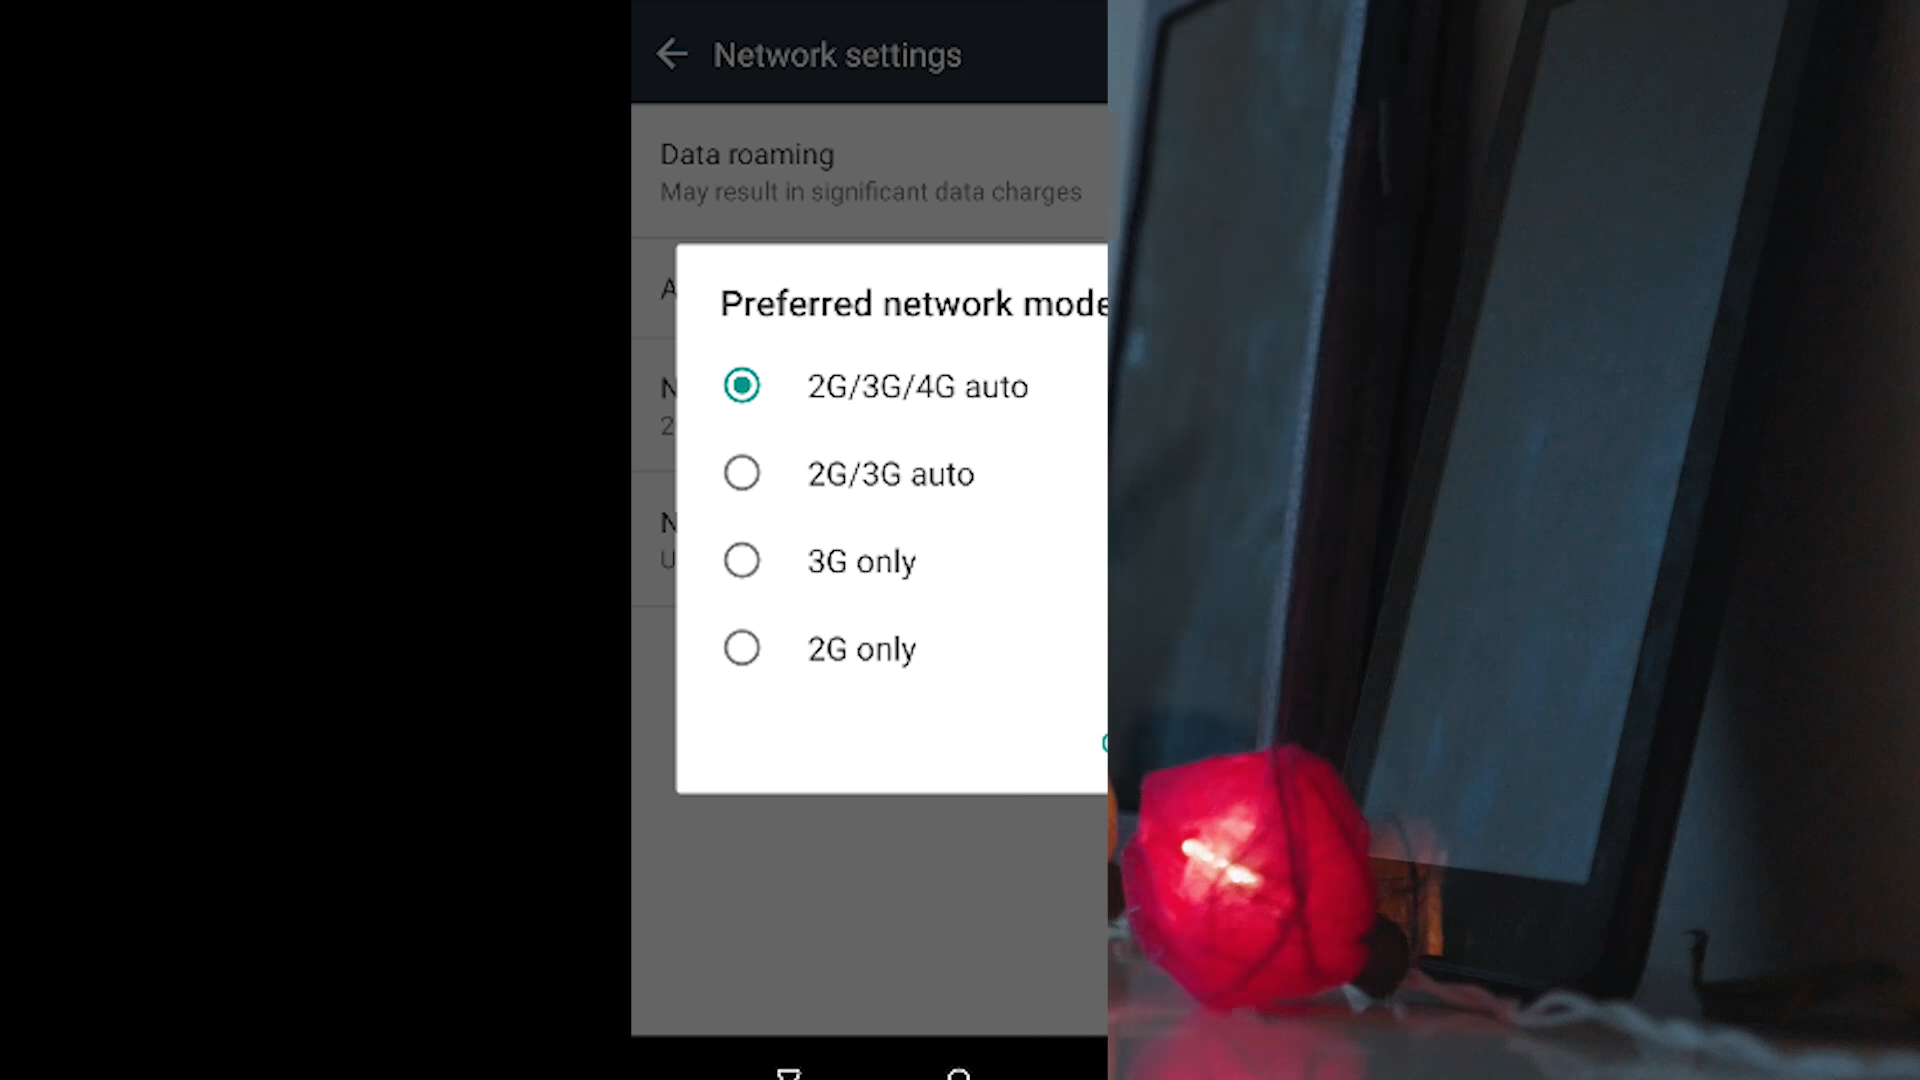 Network settings
Data roaming
May result in significant data charges
A
Preferred network mode
N
2G/3G/4G auto
2
2G/3G auto
N
U
3G only
2G only